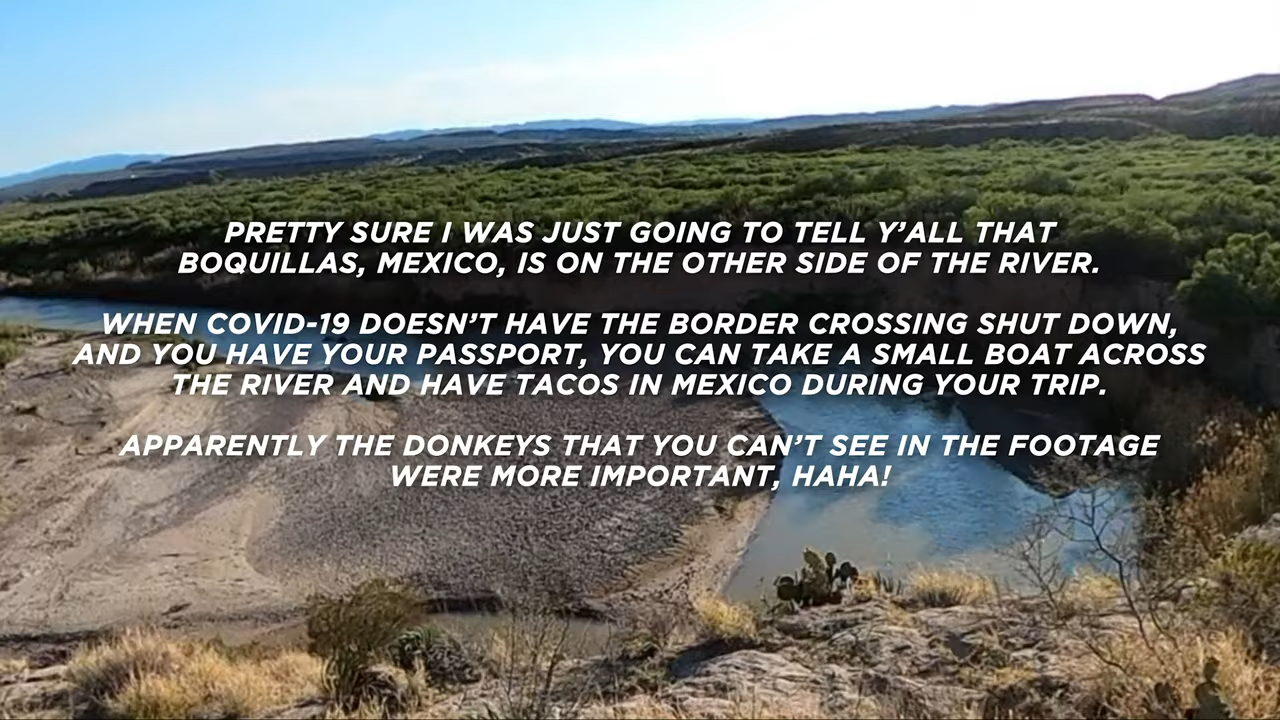 PRETTY SURE I WAS JUST GOING TO TELL Y'ALL THAT
BOQUILLAS, MEXICO, IS ON THE OTHER SIDE OF THE RIVER.
WHEN COVID-19 DOESN'T HAVE THE BORDER CROSSING SHUT DOWN,
AND YOU HAVE YOUR PASSPORT, YOU CAN TAKE A SMALL BOAT ACROSS
THE RIVER AND HAVE TACOS IN MEXICO DURING YOUR TRIP.
APPARENTLY THE DONKEYS THAT YOU CAN'T SEE IN THE FOOTAGE
WERE MORE IMPORTANT, HAHA!